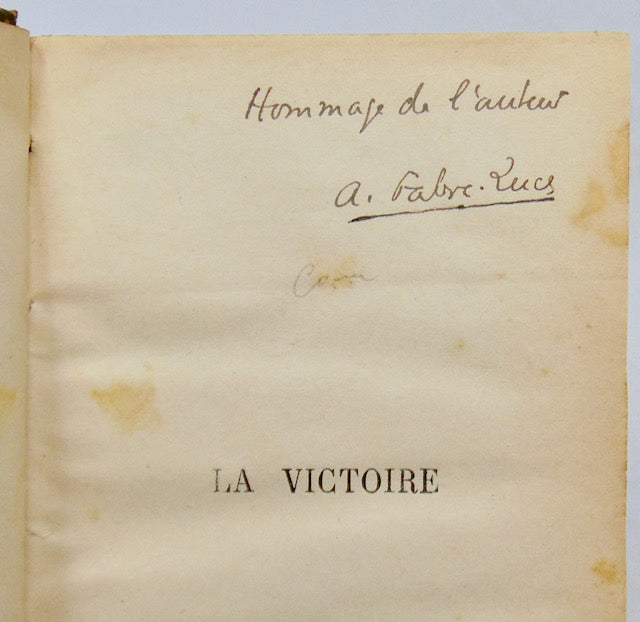 Hommage de l'auteur
A. Fabre-Luce
LA VICTOIRE